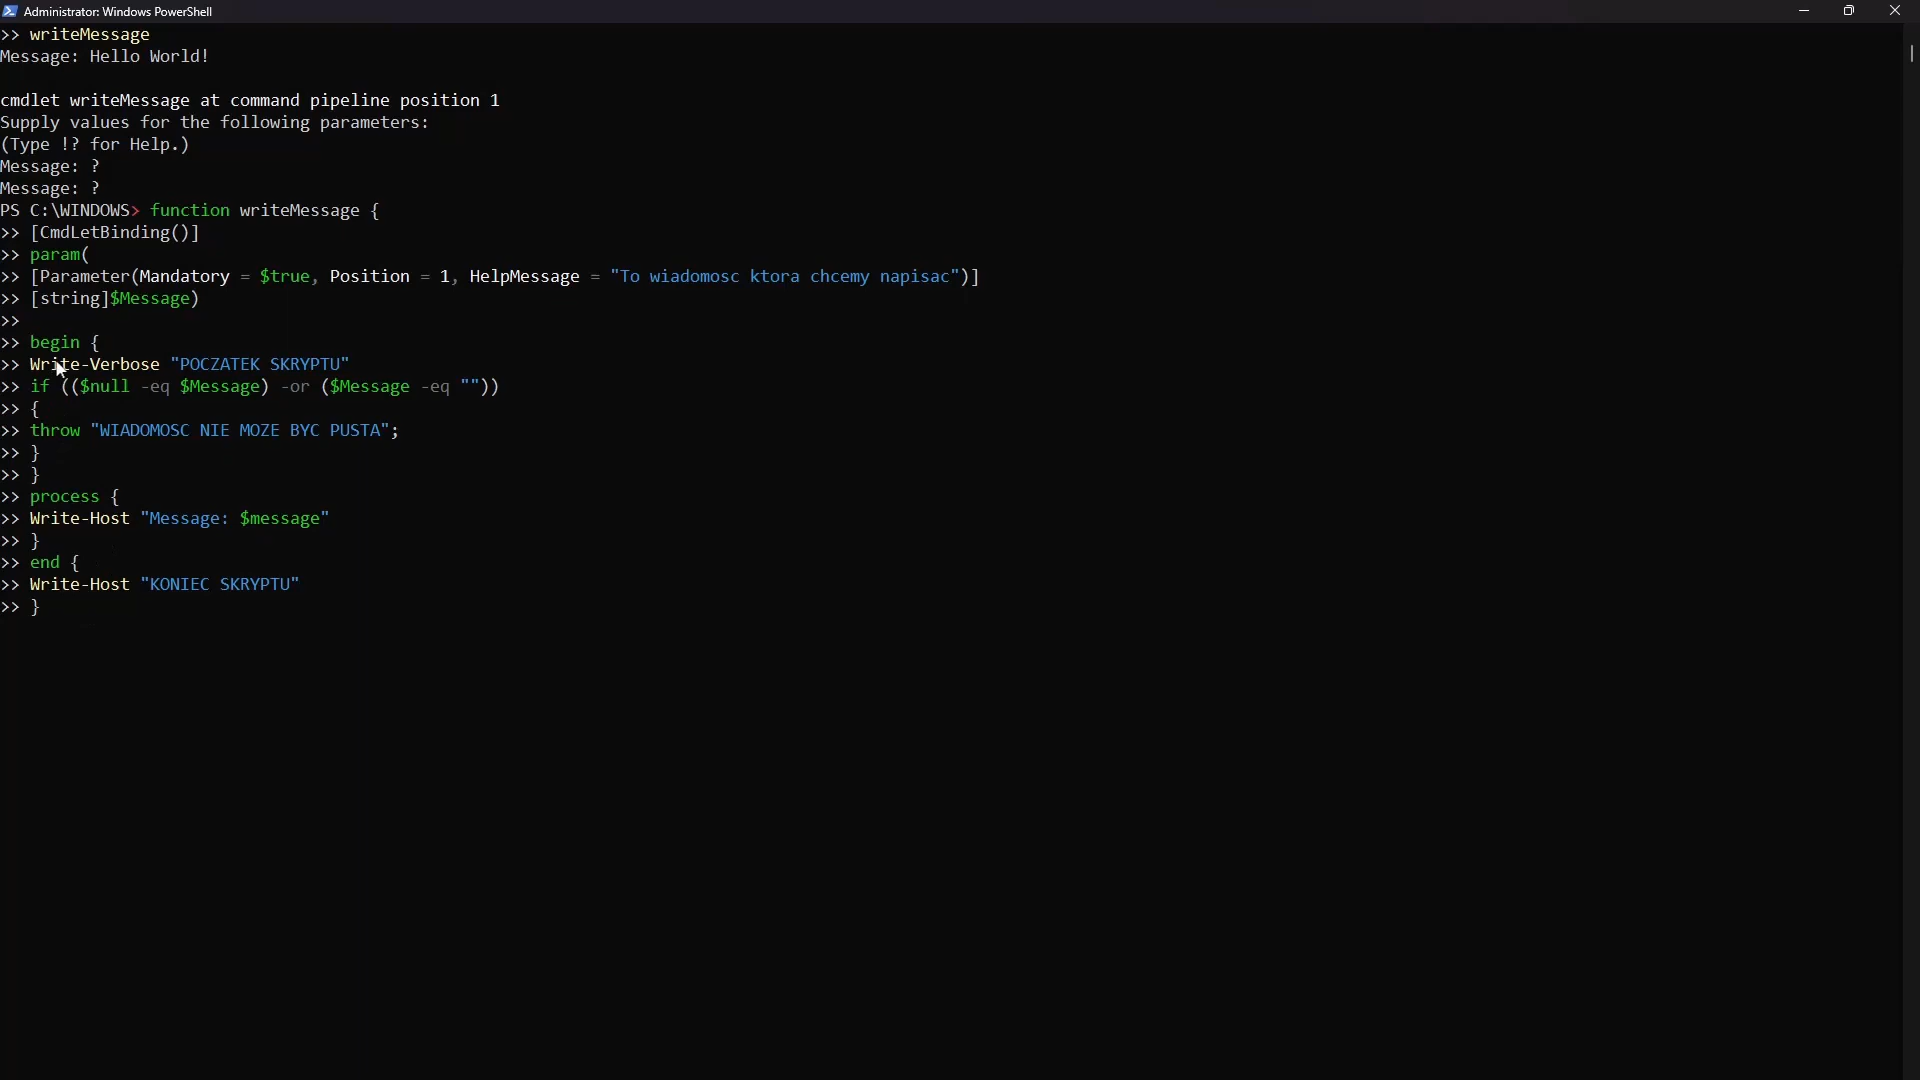 Administrator: Windows PowerShell
>> writeMessage
Message: Hello World!
cmdlet writeMessage at command pipeline position 1
Supply values for the following parameters:
(Type !? for Help.)
Message: ?
Message: ?
PS C:\WINDOWS> function writeMessage {
>> [CmdLetBinding()]
>> param(
>> [Parameter(Mandatory = $true, Position = 1, HelpMessage = "To wiadomosc ktora chcemy napisac")]
>> [string]$Message)
>>
>> begin {
>> Write-Verbose "POCZATEK SKRYPTU"
>> if (($null -eq $Message) -or ($Message -eq ""))
>> {
>> throw "WIADOMOSC NIE MOZE BYC PUSTA";
>> }
>> }
>> process {
>> Write-Host "Message: $message"
>> }
>> end {
>> Write-Host "KONIEC SKRYPTU"
>> }